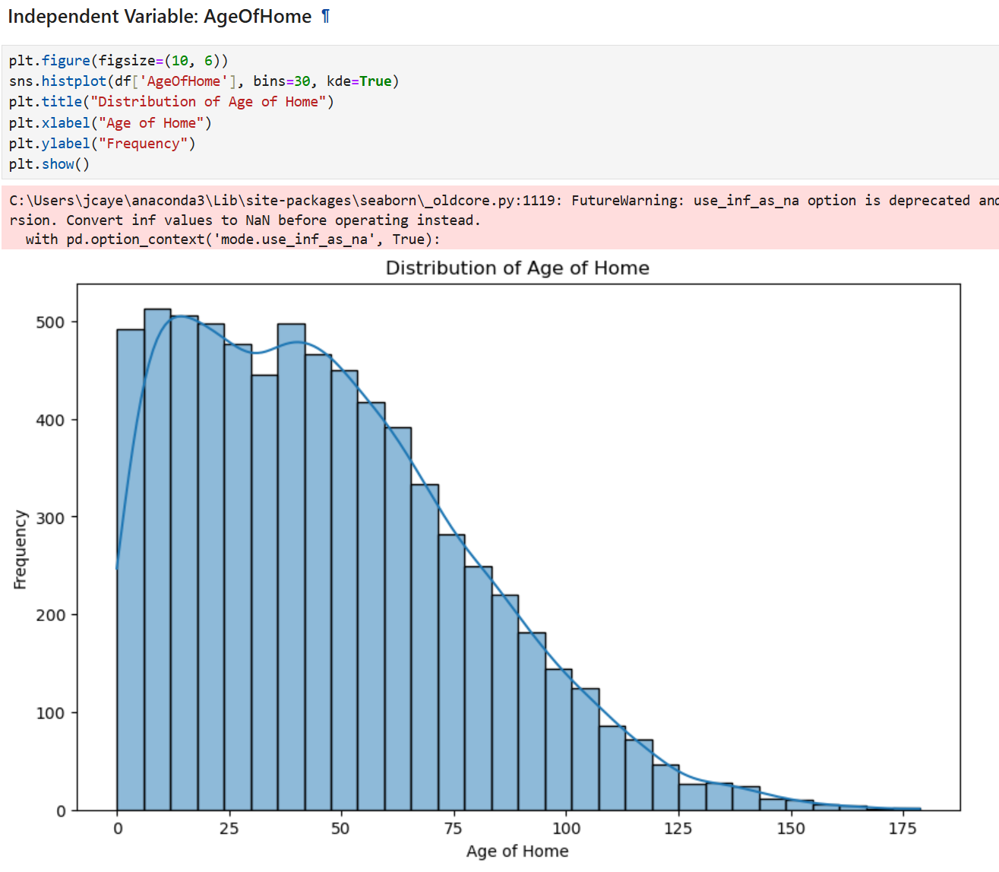 Independent Variable: AgeOfHome ¶
plt.figure(figsize=(10, 6))
sns.histplot(df['AgeOfHome'], bins=30, kde=True)
plt.title("Distribution of Age of Home")
plt.xlabel("Age of Home")
plt.ylabel("Frequency")
plt.show()
C:\Users\jcaye\anaconda3\Lib\site-packages\seaborn\_oldcore.py:1119: FutureWarning: use_inf_as_na option is deprecated and
rsion. Convert inf values to NaN before operating instead.
with pd.option_context('mode.use_inf_as_na', True):
Distribution of Age of Home
500
400
300
200
100
0
Frequency
0 25 50 75 100 125 150 175
Age of Home